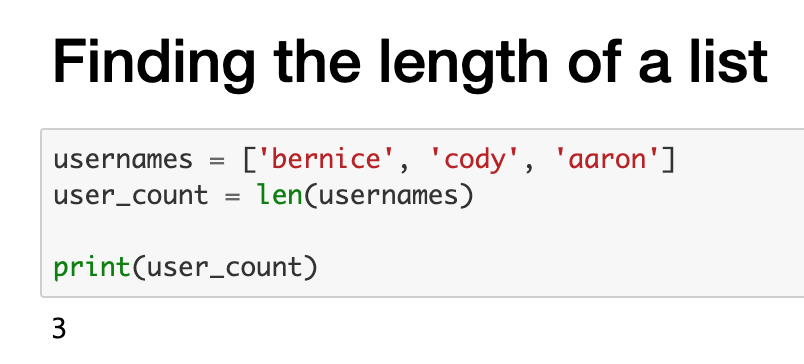 Finding the length of a list
usernames = ['bernice', 'cody', 'aaron']
user_count = len(usernames)
print(user_count)
3